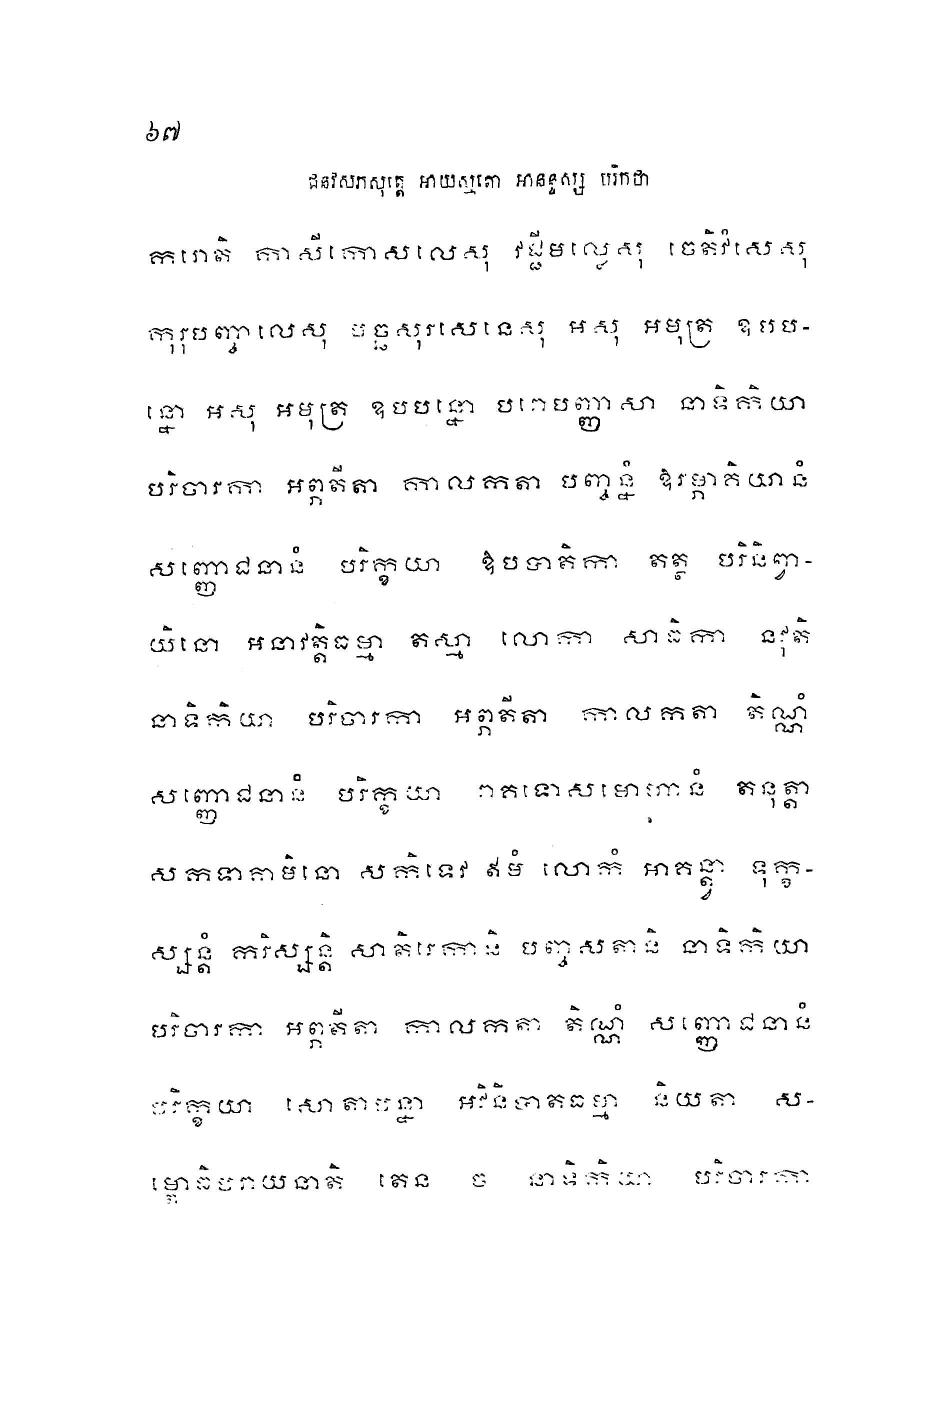 ៦៧
ជនវសភសុត្តេ អាយស្មតោ អានន្ទស្ស បរិកថា
ករោតិ កាសីកោសលេសុ វជ្ជីមល្លេសុ ចេតិវំសេសុ
កុរុបញ្ចាលេសុ មច្ឆសុរសេនេសុ អសុ អមុត្រ ឧបប-
ន្នោ អសុ អមុត្រ ឧបបន្នោ បរោបញ្ញាសា នាទិកិយា
បរិចារកា អព្ភតីតា កាលកតា បញ្ចន្នំ ឱរម្ភាគិយានំ
សញ្ញោជនានំ បរិក្ខយា ឱបបាតិកា តត្ថ បរិនិព្វា-
យិនោ អនាវត្តិធម្មា តស្មា លោកា សាធិកា នវុតិ
នាទិកិយា បរិចារកា អព្ភតីតា កាលកតា តិណ្ណំ
សញ្ញោជនានំ បរិក្ខយា រាគទោសមោហានំ តនុត្តា
សកទាគាមិនោ សកិទេវ ឥមំ លោកំ អាគន្ត្វា ទុក្ខ-
ស្សន្តំ ករិស្សន្តិ សាតិរេកានិ បញ្ចសតានិ នាទិកិយា
បរិចារកា អព្ភតីតា កាលកតា តិណ្ណំ សញ្ញោជនានំ
បរិក្ខយា សោតាបន្នា អវិនិបាតធម្មា និយតា ស-
ម្ពោធិបរាយនាតិ តេន ច នាទិកិយា បរិចារកា